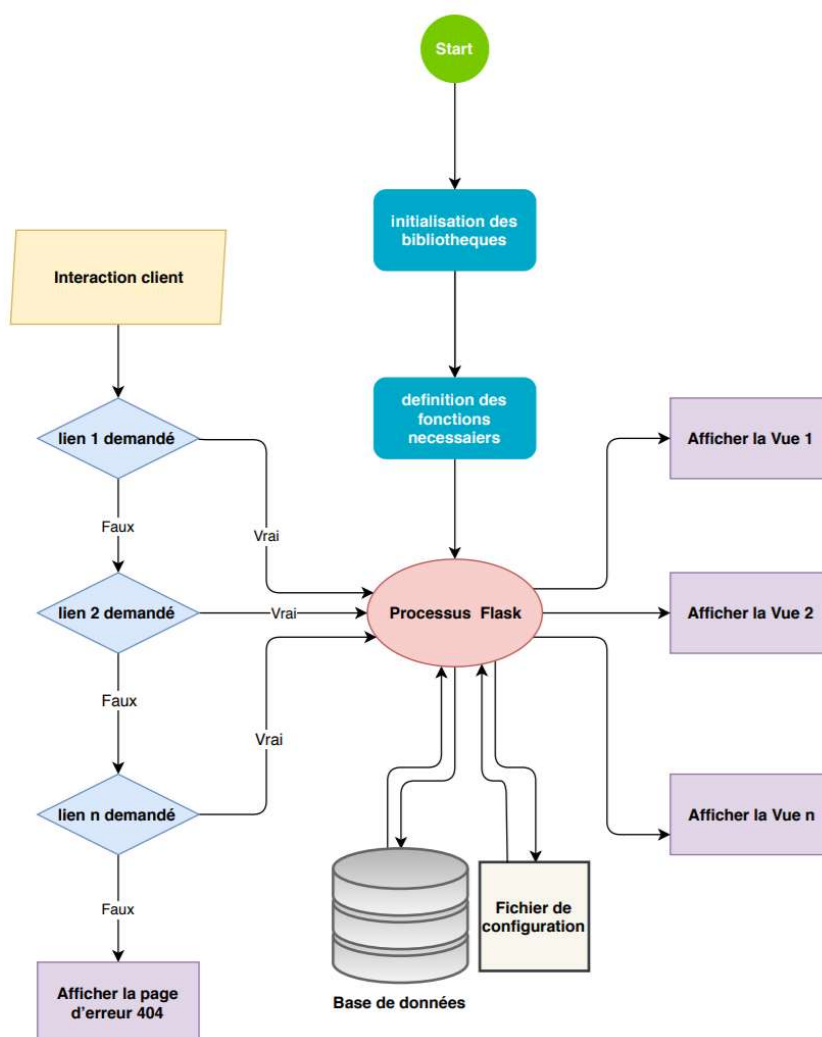 Start
initialisation des
bibliotheques
Interaction client
definition des
fonctions
necessaiers
lien 1 demandé
Afficher la Vue 1
Faux
Vrai
lien 2 demandé
Vrai
Processus Flask
Afficher la Vue 2
Faux
Vrai
lien n demandé
Afficher la Vue n
Faux
Fichier de
configuration
Base de données
Afficher la page
d'erreur 404